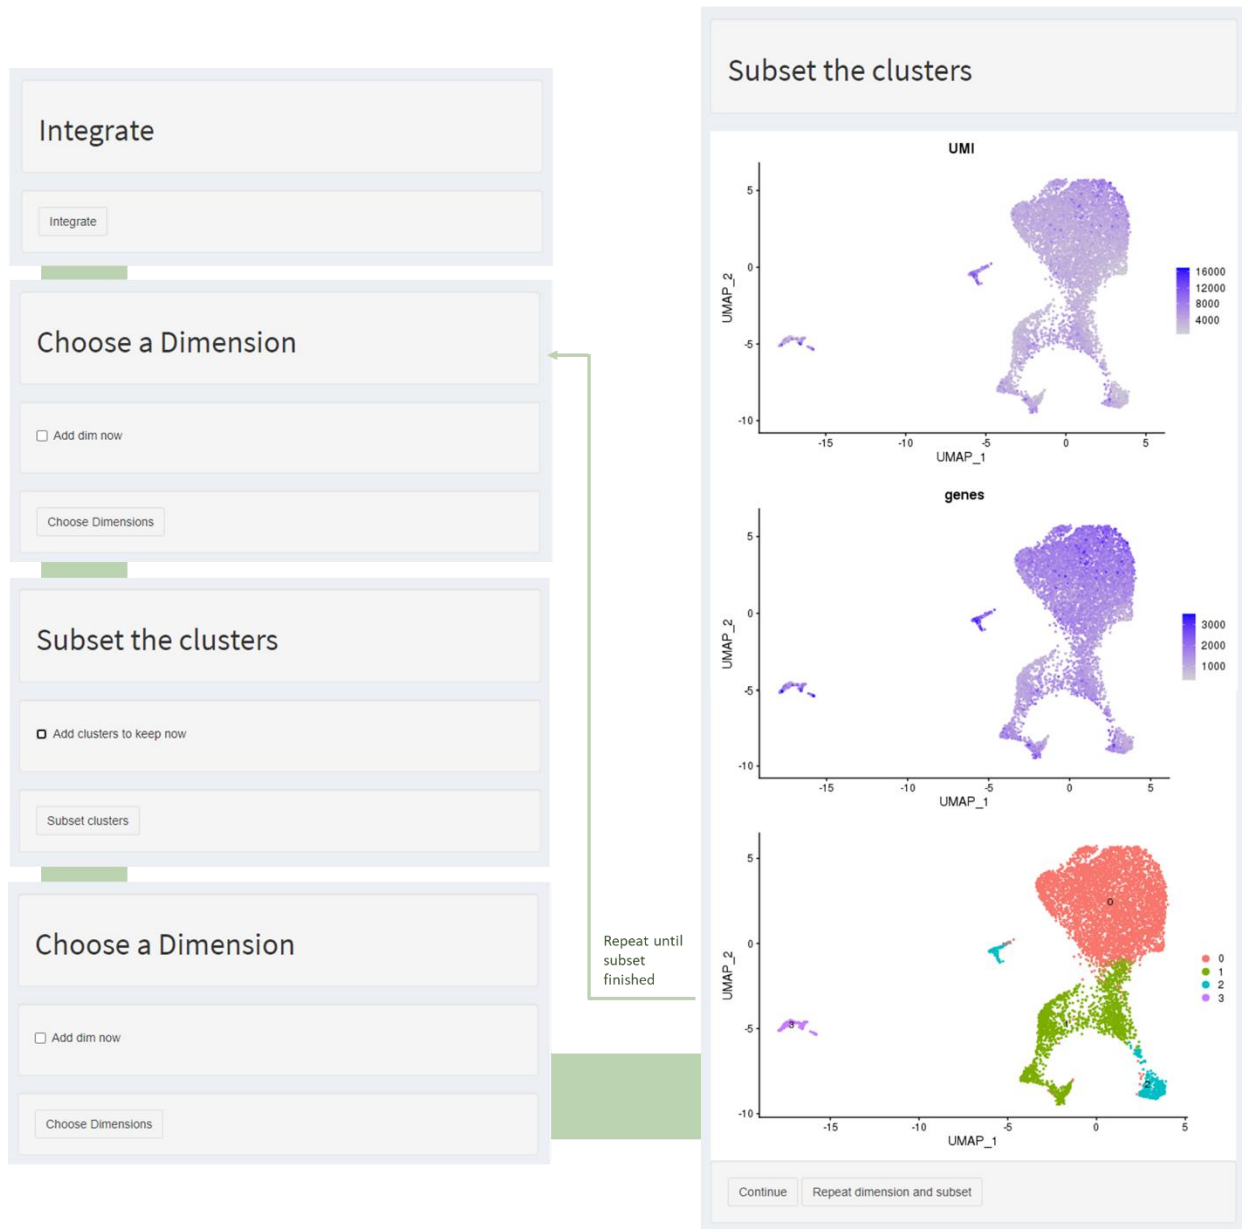 Integrate
Integrate
Choose a Dimension
Add dim now
Choose Dimensions
Subset the clusters
Add clusters to keep now
Subset clusters
Choose a Dimension
Add dim now
Choose Dimensions
Repeat until
subset
finished
Subset the clusters
UMI
5
0
-5
-10
UMAP_2
-15 -10 -5 0 5
UMAP_1
16000
12000
8000
4000
genes
5
0
-5
-10
UMAP_2
-15 -10 -5 0 5
UMAP_1
3000
2000
1000
5
0
-5
-10
UMAP_2
0
3
2
-15 -10 -5 0 5
UMAP_1
0
1
2
3
Continue Repeat dimension and subset